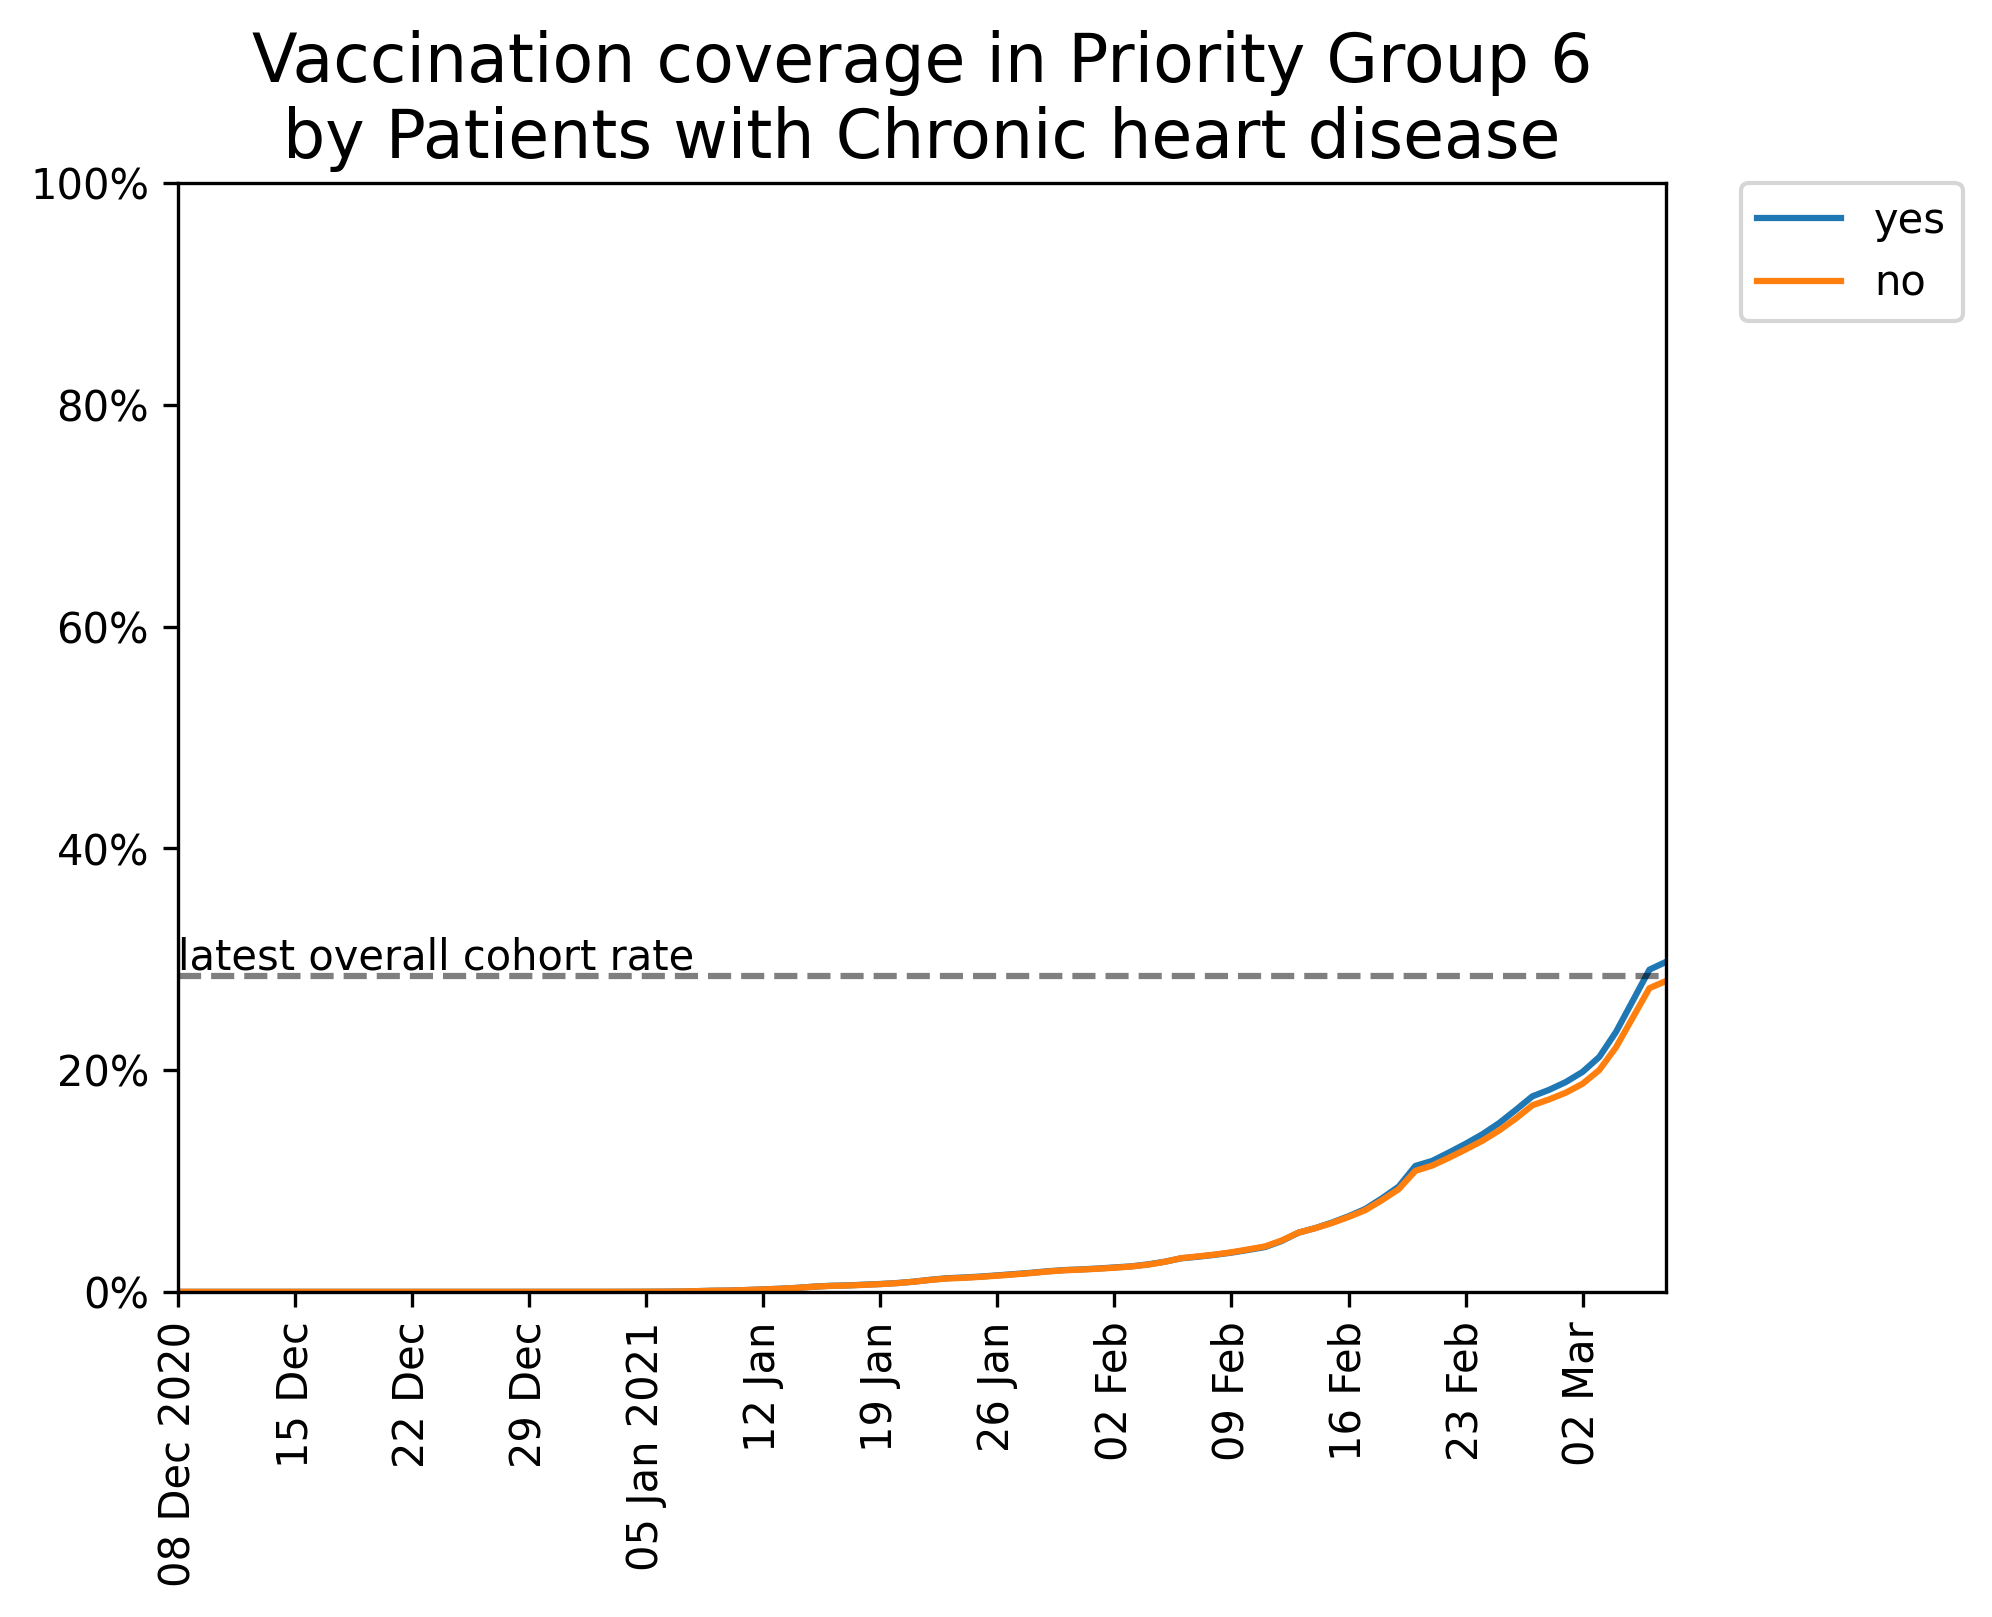 Vaccination coverage in Priority Group 6
by Patients with Chronic heart disease
100%
80%
60%
40%
20%
0%
latest overall cohort rate
yes
no
08 Dec 2020
15 Dec
22 Dec
29 Dec
05 Jan 2021
12 Jan
19 Jan
26 Jan
02 Feb
09 Feb
16 Feb
23 Feb
02 Mar